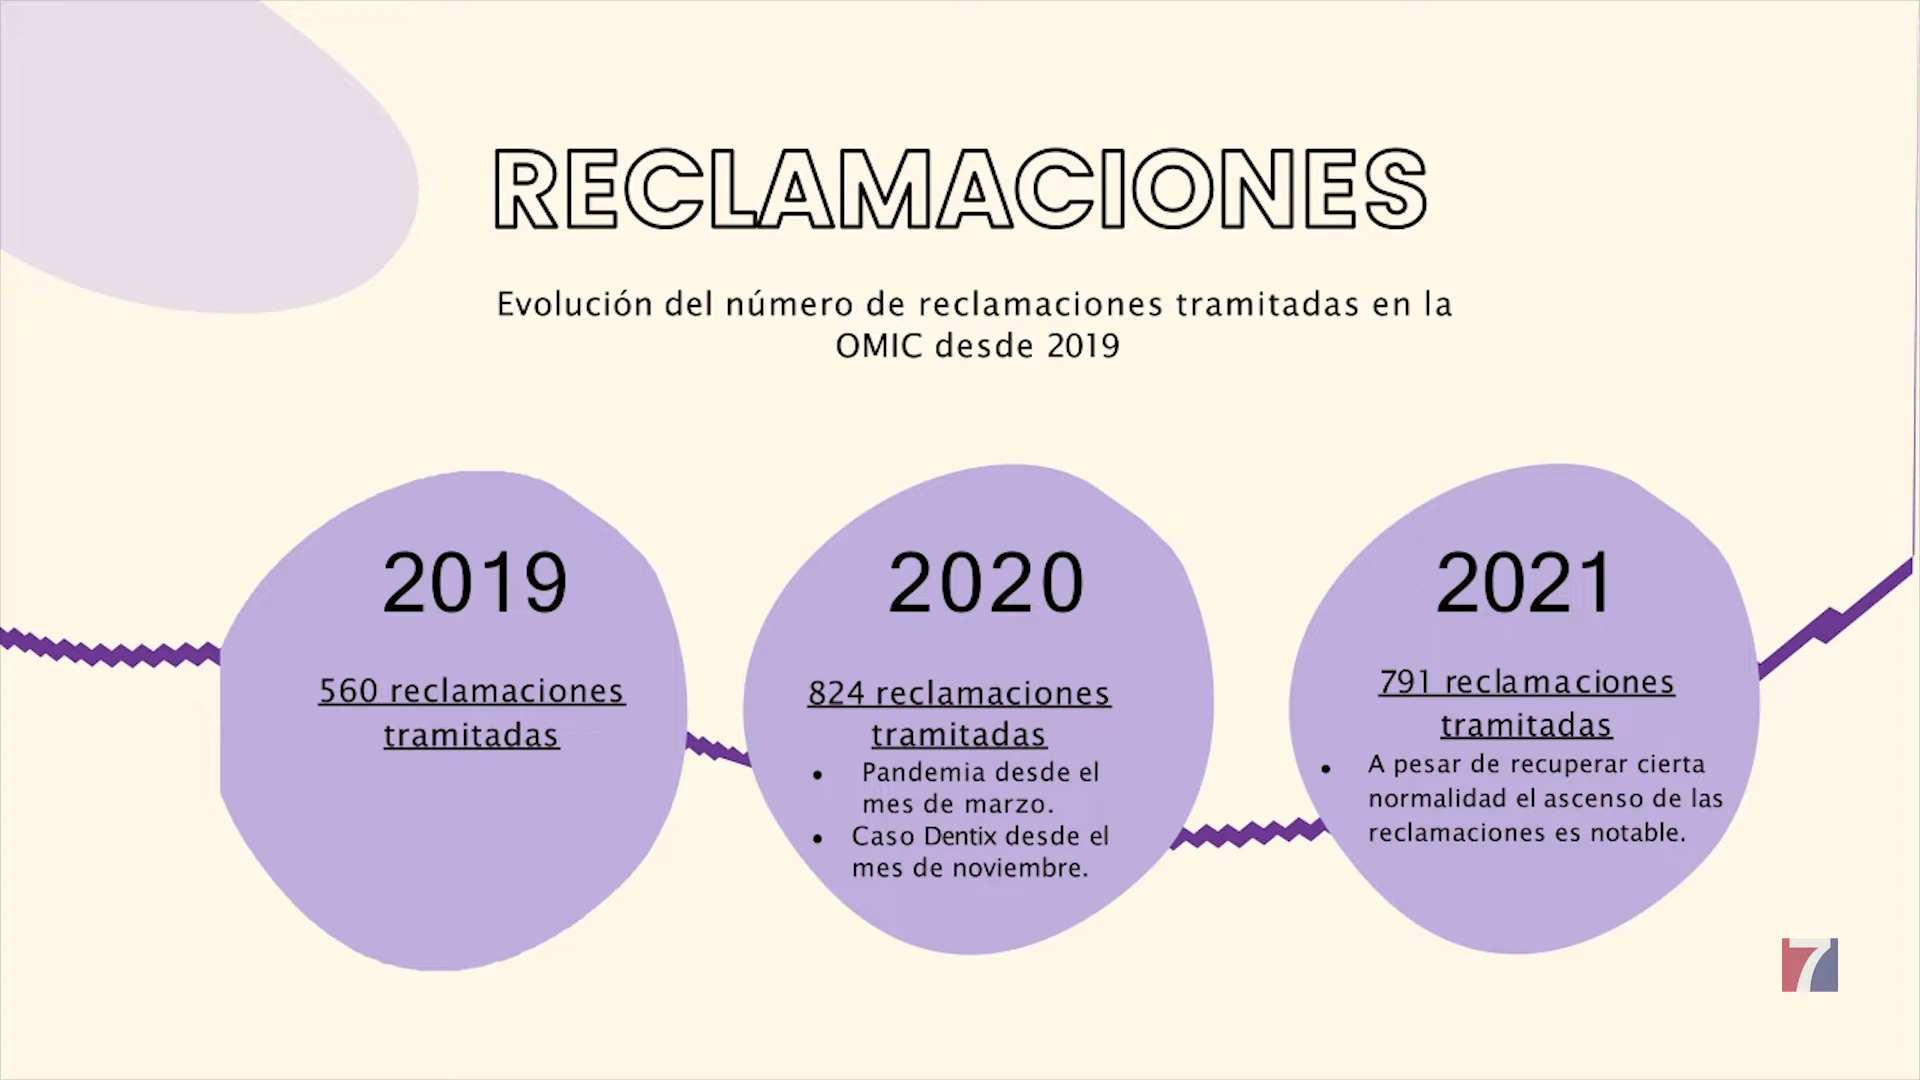 RECLAMACIONES
Evolución del número de reclamaciones tramitadas en la
OMIC desde 2019
2019
560 reclamaciones
tramitadas
2020
824 reclamaciones
tramitadas
• Pandemia desde el
mes de marzo.
• Caso Dentix desde el
mes de noviembre.
2021
791 reclamaciones
tramitadas
• A pesar de recuperar cierta
normalidad el ascenso de las
reclamaciones es notable.
7